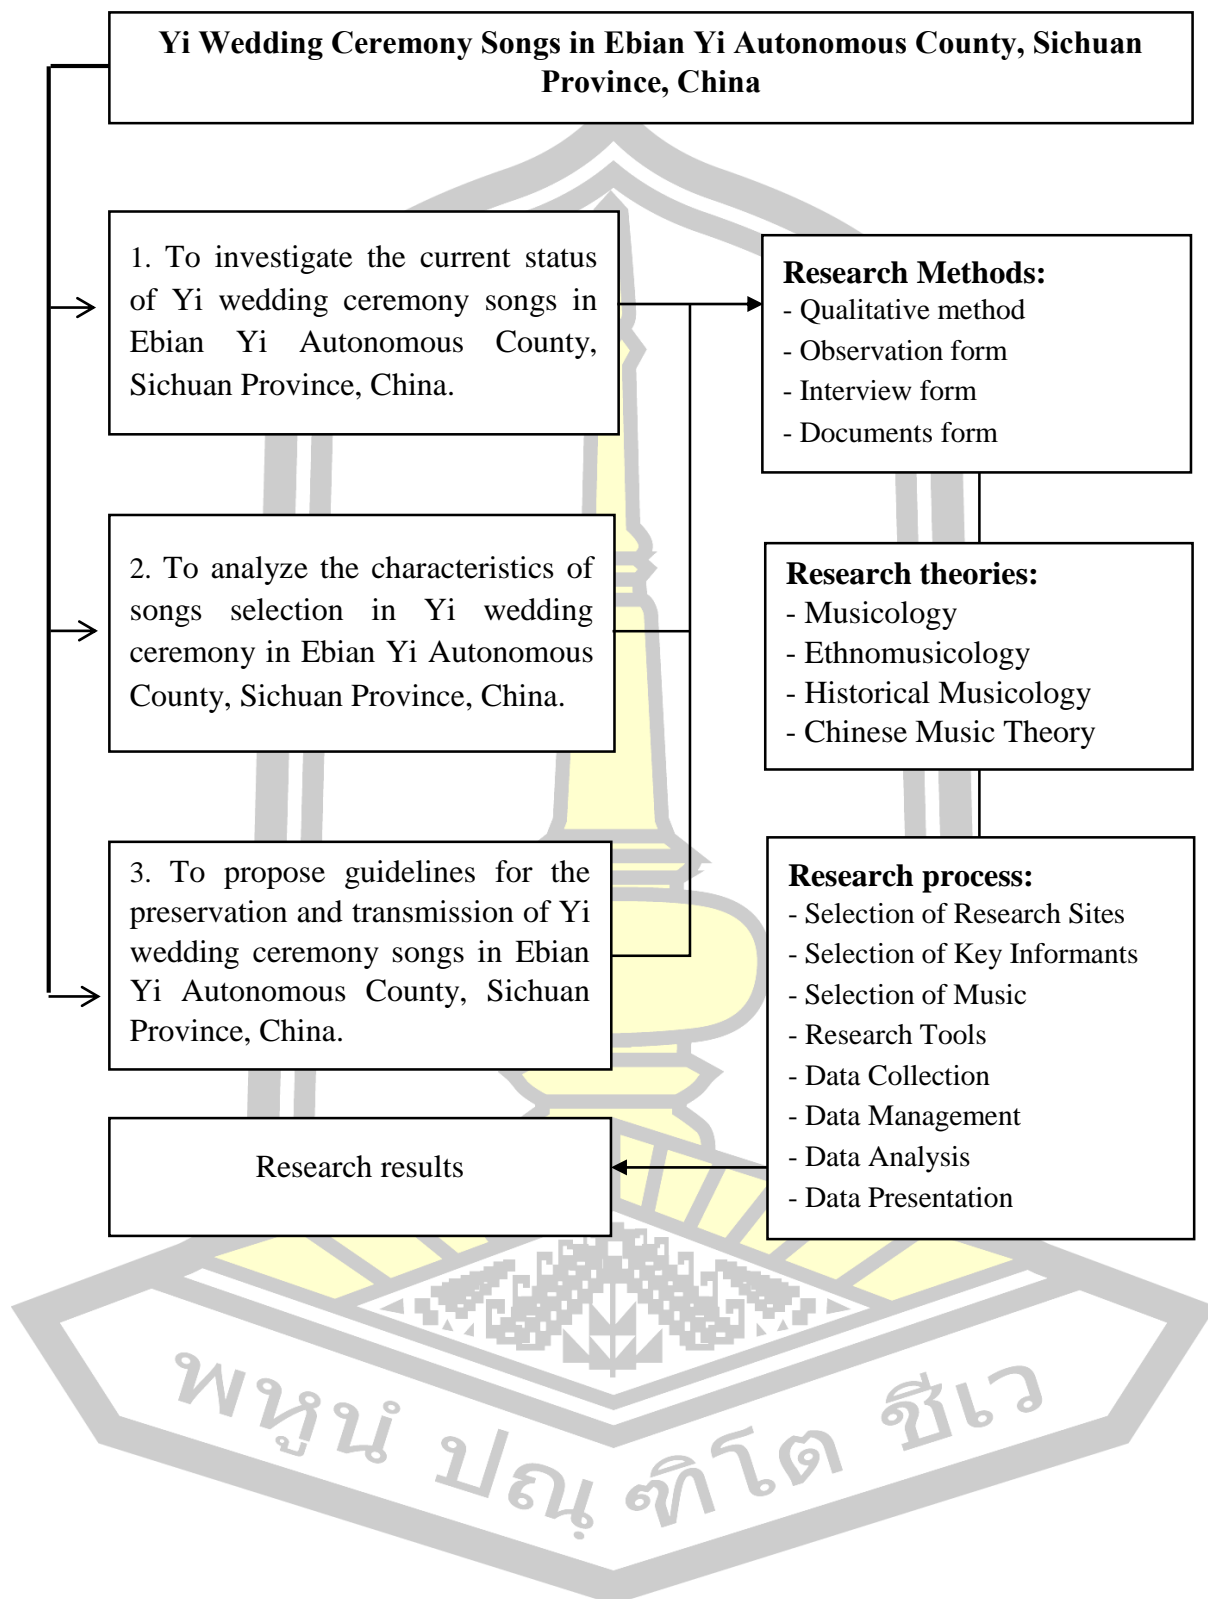 Yi Wedding Ceremony Songs in Ebian Yi Autonomous County, Sichuan
Province, China
1. To investigate the current status
of Yi wedding ceremony songs in
Ebian Yi Autonomous County,
Sichuan Province, China.
2. To analyze the characteristics of
songs selection in Yi wedding
ceremony in Ebian Yi Autonomous
County, Sichuan Province, China.
3. To propose guidelines for the
preservation and transmission of Yi
wedding ceremony songs in Ebian
Yi Autonomous County, Sichuan
Province, China.
Research results
Research Methods:
- Qualitative method
- Observation form
- Interview form
- Documents form
Research theories:
- Musicology
- Ethnomusicology
- Historical Musicology
- Chinese Music Theory
Research process:
- Selection of Research Sites
- Selection of Key Informants
- Selection of Music
- Research Tools
- Data Collection
- Data Management
- Data Analysis
- Data Presentation
พหูนํ ปณฺฑิโต ชีเว